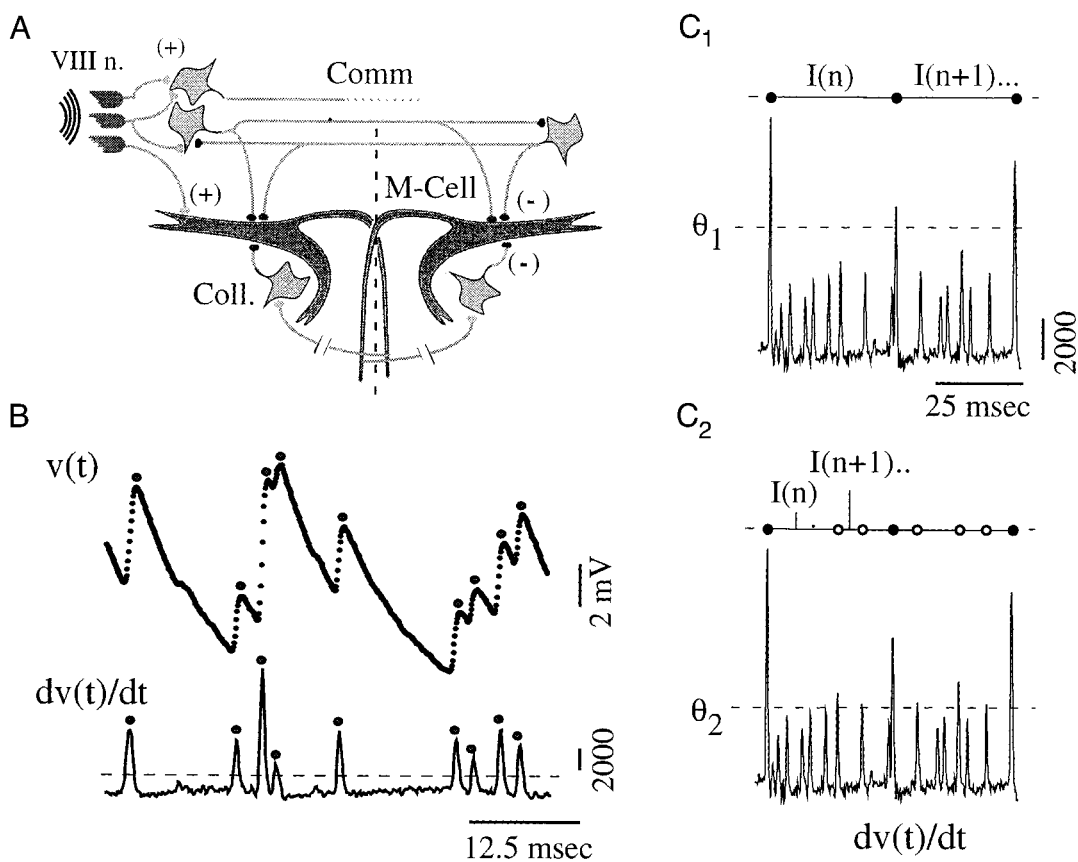 A
VIII n.
(+)
Comm
(+)
M-Cell
(-)
Coll.
(-)
B
v(t)
2 mV
dv(t)/dt
2000
12.5 msec
C1
I(n)
I(n+1)...
θ1
2000
25 msec
C2
I(n+1)..
I(n)
θ2
dv(t)/dt